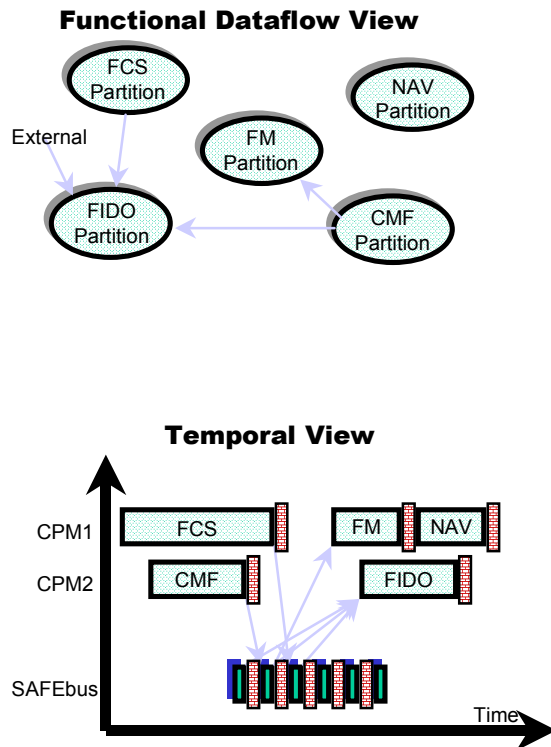 Functional Dataflow View
FCS
Partition
NAV
Partition
External
FM
Partition
FIDO
Partition
CMF
Partition
Temporal View
CPM1
FCS
FM
NAV
CPM2
CMF
FIDO
SAFEbus
Time